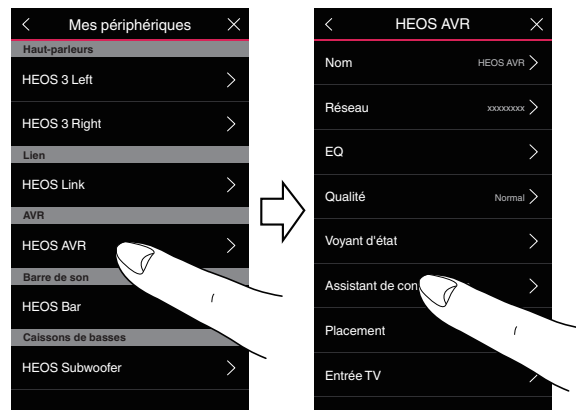 Mes périphériques
Haut-parleurs
HEOS 3 Left
HEOS 3 Right
Lien
HEOS Link
AVR
HEOS AVR
Barre de son
HEOS Bar
Caissons de basses
HEOS Subwoofer
HEOS AVR
Nom HEOS AVR
Réseau xxxxxxxx
EQ
Qualité Normal
Voyant d'état
Assistant de con
Placement
Entrée TV